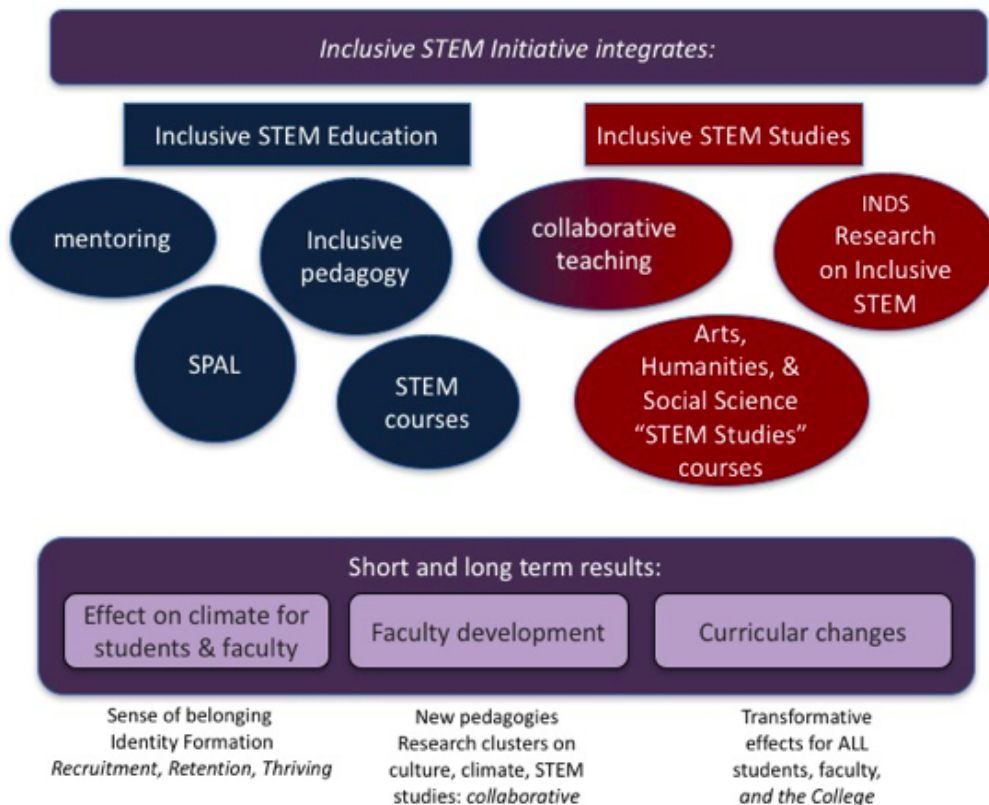 Inclusive STEM Initiative integrates:
Inclusive STEM Education
Inclusive STEM Studies
mentoring
Inclusive
pedagogy
collaborative
teaching
INDS
Research
on Inclusive
STEM
SPAL
STEM
courses
Arts,
Humanities, &
Social Science
“STEM Studies”
courses
Short and long term results:
Effect on climate for
students & faculty
Faculty development
Curricular changes
Sense of belonging
Identity Formation
Recruitment, Retention, Thriving
New pedagogies
Research clusters on
culture, climate, STEM
studies: collaborative
Transformative
effects for ALL
students, faculty,
and the College